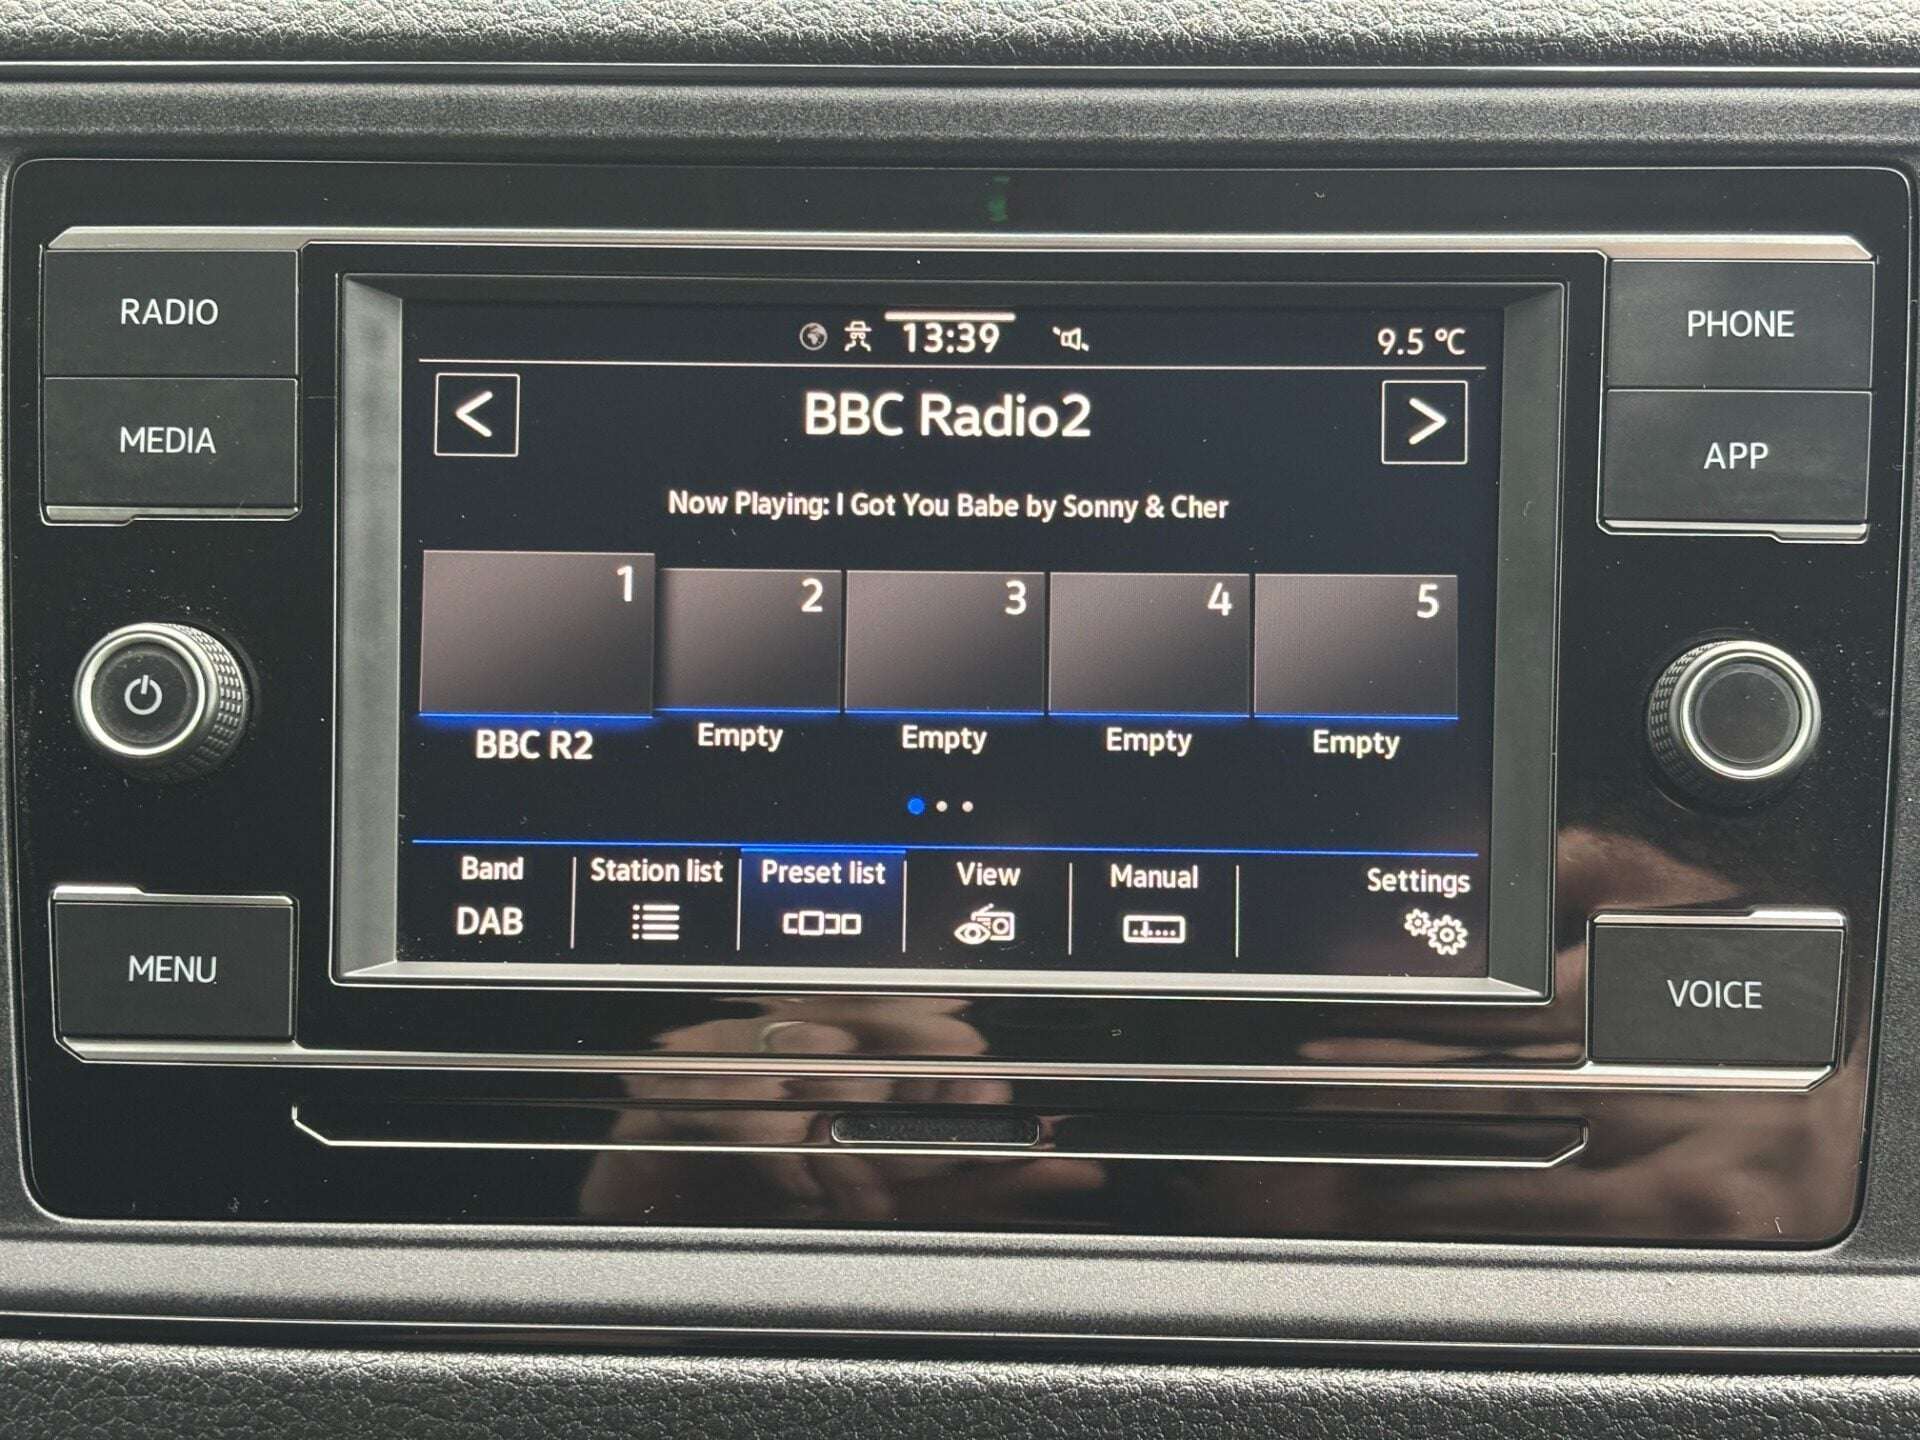 RADIO
MEDIA
MENU
13:39
9.5 °C
<
BBC Radio2
>
Now Playing: I Got You Babe by Sonny & Cher
1
2
3
4
5
BBC R2
Empty
Empty
Empty
Empty
Band
DAB
Station list
Preset list
View
Manual
Settings
PHONE
APP
VOICE